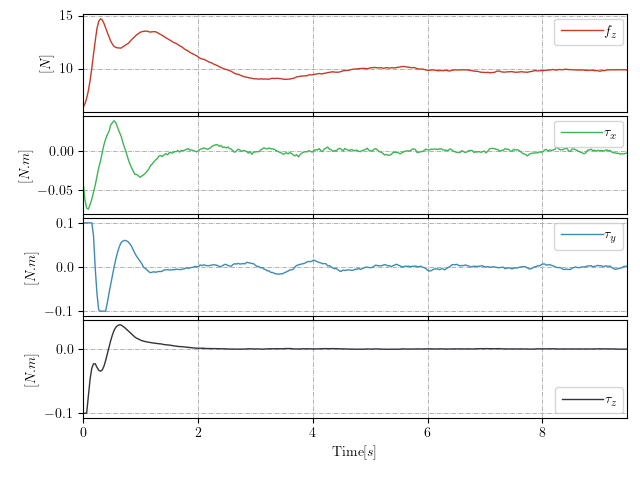 15
10
[N]
f_z
0.00
−0.05
[N.m]
τ_x
0.1
0.0
−0.1
[N.m]
τ_y
0.0
−0.1
[N.m]
τ_z
0 2 4 6 8
Time[s]